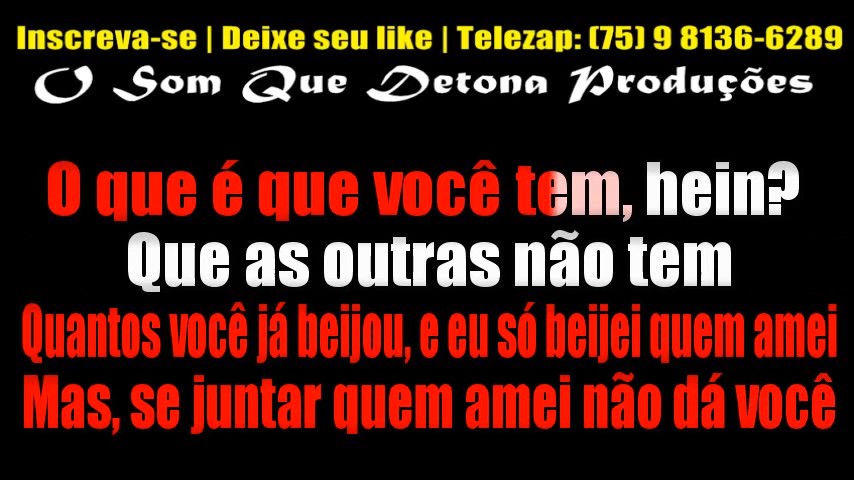 Inscreva-se | Deixe seu like | Telezap: (75) 9 8136-6289
O Som Que Detona Produções
O que é que você tem, hein?
Que as outras não tem
Quantos você já beijou, e eu só beijei quem amei
Mas, se juntar quem amei não dá você